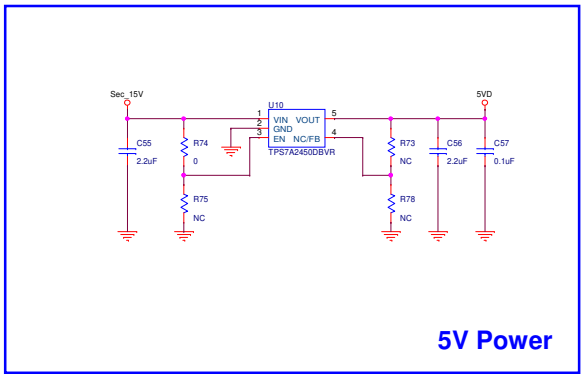 Sec_15V
5VD
U10
1
VIN
VOUT
5
2
GND
3
EN
NC/FB
4
TPS7A2450DBVR
C55
2.2uF
R74
0
R75
NC
R73
NC
R78
NC
C56
2.2uF
C57
0.1uF
5V Power